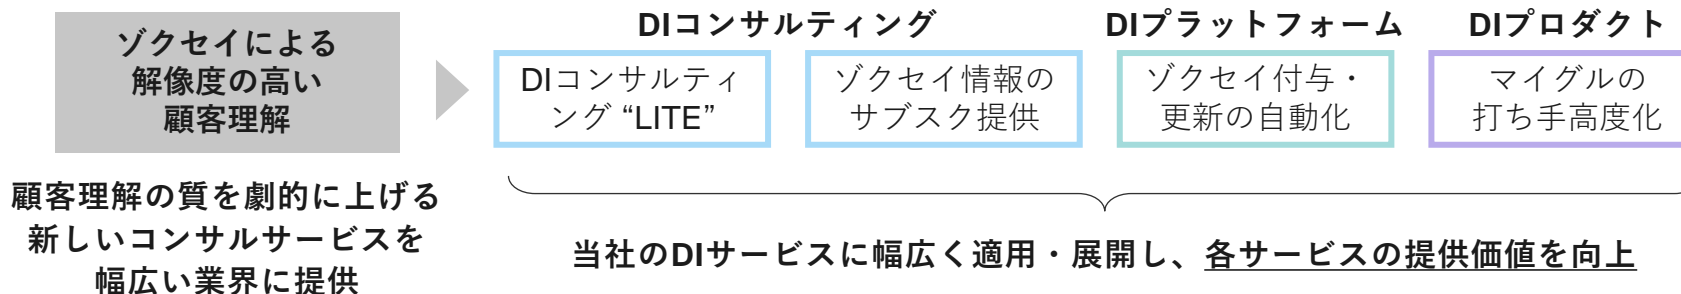 ゾクセイによる
解像度の高い
顧客理解
顧客理解の質を劇的に上げる
新しいコンサルサービスを
幅広い業界に提供
DIコンサルティング
DIコンサルティ
ング “LITE”
ゾクセイ情報の
サブスク提供
DIプラットフォーム
ゾクセイ付与・
更新の自動化
DIプロダクト
マイグルの
打ち手高度化
当社のDIサービスに幅広く適用・展開し、各サービスの提供価値を向上